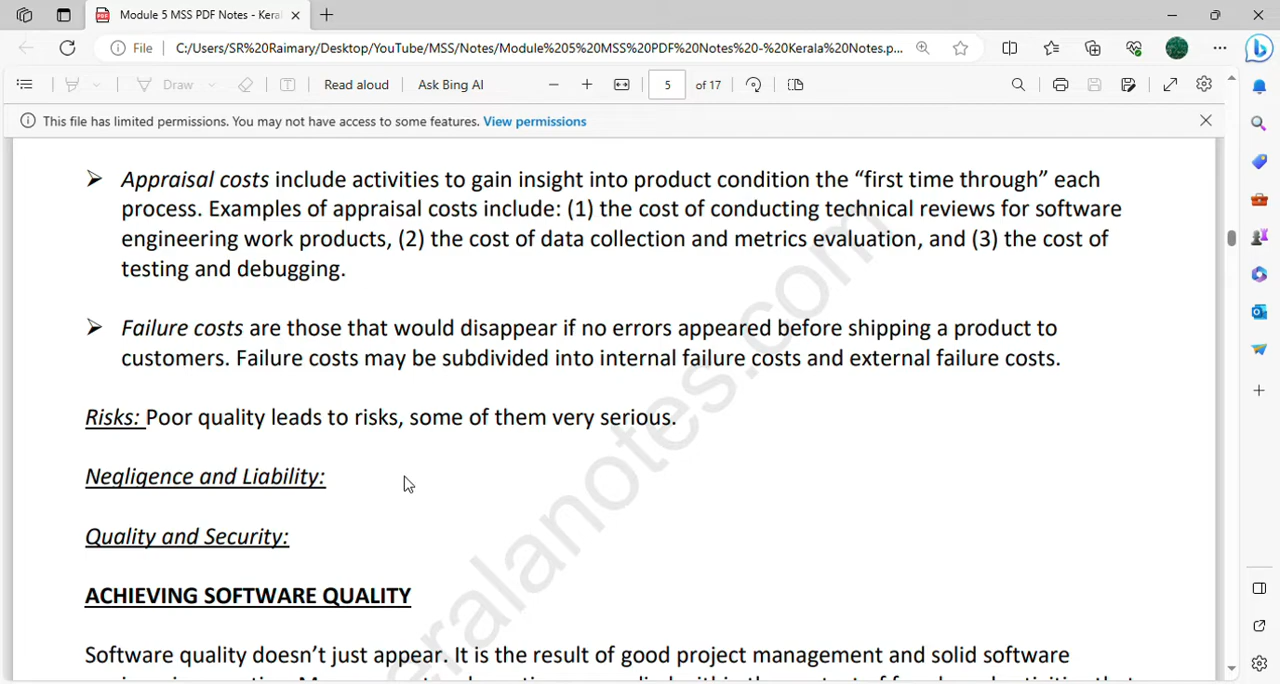 Module 5 MSS PDF Notes - Kera
File C:/Users/SR%20Raimary/Desktop/YouTube/MSS/Notes/Module%205%20MSS%20PDF%20Notes%20-%20Kerala%20Notes.p...
Draw Read aloud Ask Bing AI 5 of 17
This file has limited permissions. You may not have access to some features. View permissions
➢ Appraisal costs include activities to gain insight into product condition the “first time through” each
process. Examples of appraisal costs include: (1) the cost of conducting technical reviews for software
engineering work products, (2) the cost of data collection and metrics evaluation, and (3) the cost of
testing and debugging.
➢ Failure costs are those that would disappear if no errors appeared before shipping a product to
customers. Failure costs may be subdivided into internal failure costs and external failure costs.
Risks: Poor quality leads to risks, some of them very serious.
Negligence and Liability:
Quality and Security:
ACHIEVING SOFTWARE QUALITY
Software quality doesn’t just appear. It is the result of good project management and solid software
eralanotes.com